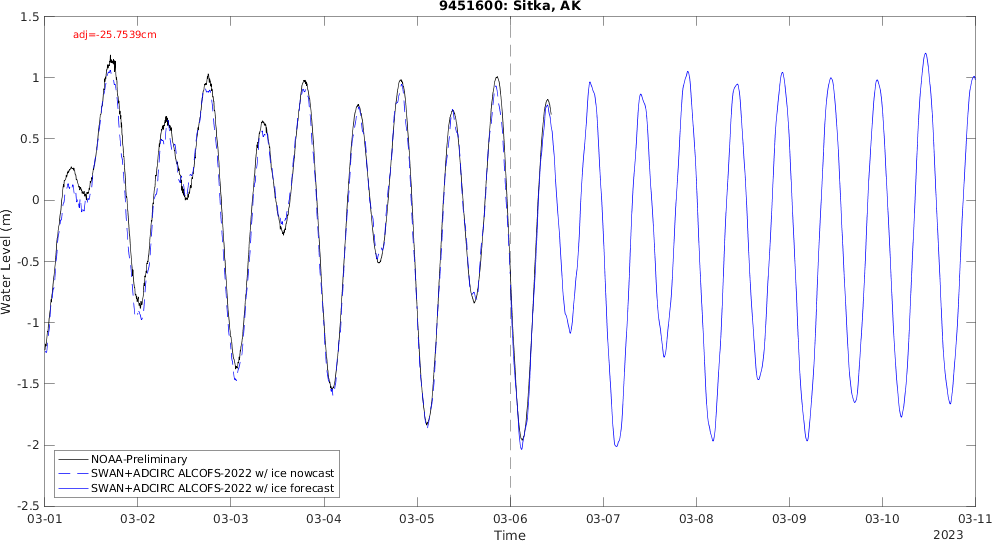 9451600: Sitka, AK
adj=-25.7539cm
1.5
1
0.5
0
-0.5
-1
-1.5
-2
-2.5
Water Level (m)
NOAA-Preliminary
SWAN+ADCIRC ALCOFS-2022 w/ ice nowcast
SWAN+ADCIRC ALCOFS-2022 w/ ice forecast
03-01 03-02 03-03 03-04 03-05 03-06 03-07 03-08 03-09 03-10 03-11
Time
2023